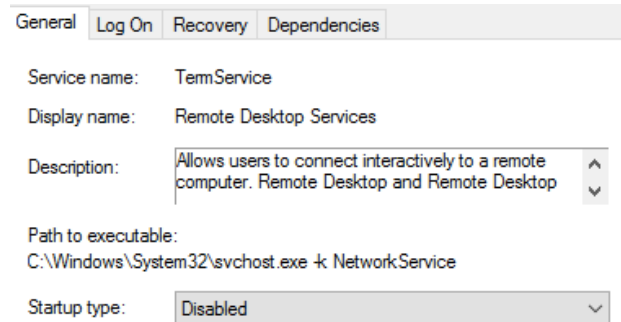 General Log On Recovery Dependencies
Service name: TermService
Display name: Remote Desktop Services
Description: Allows users to connect interactively to a remote
computer. Remote Desktop and Remote Desktop
Path to executable:
C:\Windows\System32\svchost.exe -k NetworkService
Startup type: Disabled